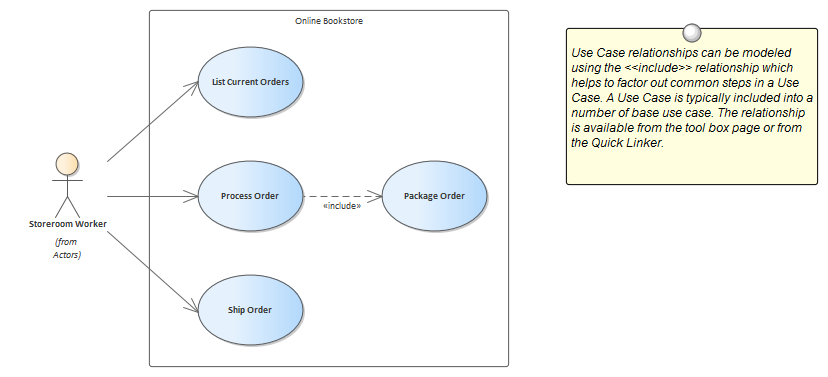 Online Bookstore
List Current Orders
Process Order
«include»
Package Order
Storeroom Worker
(from
Actors)
Ship Order
Use Case relationships can be modeled
using the <<include>> relationship which
helps to factor out common steps in a Use
Case. A Use Case is typically included into a
number of base use case. The relationship
is available from the tool box page or from
the Quick Linker.